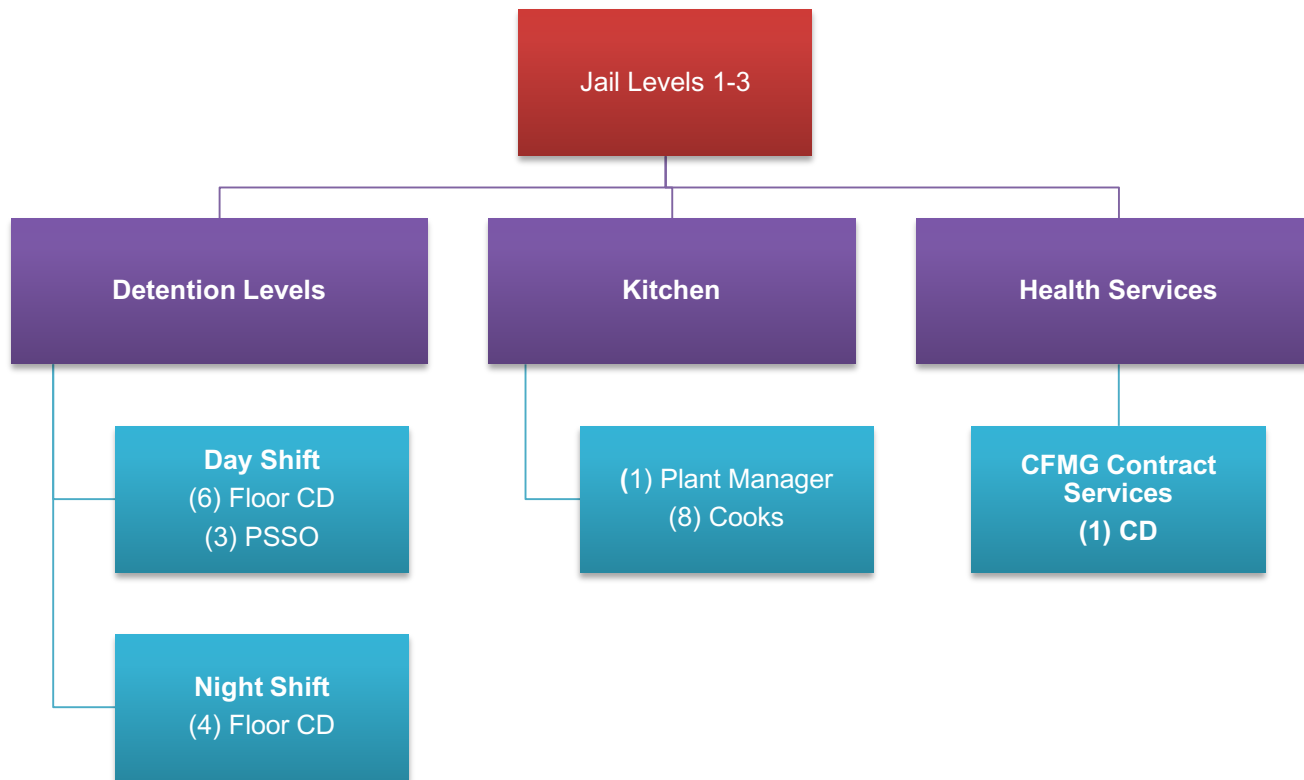 Jail Levels 1-3
Detention Levels
Kitchen
Health Services
Day Shift
(6) Floor CD
(3) PSSO
(1) Plant Manager
(8) Cooks
CFMG Contract
Services
(1) CD
Night Shift
(4) Floor CD